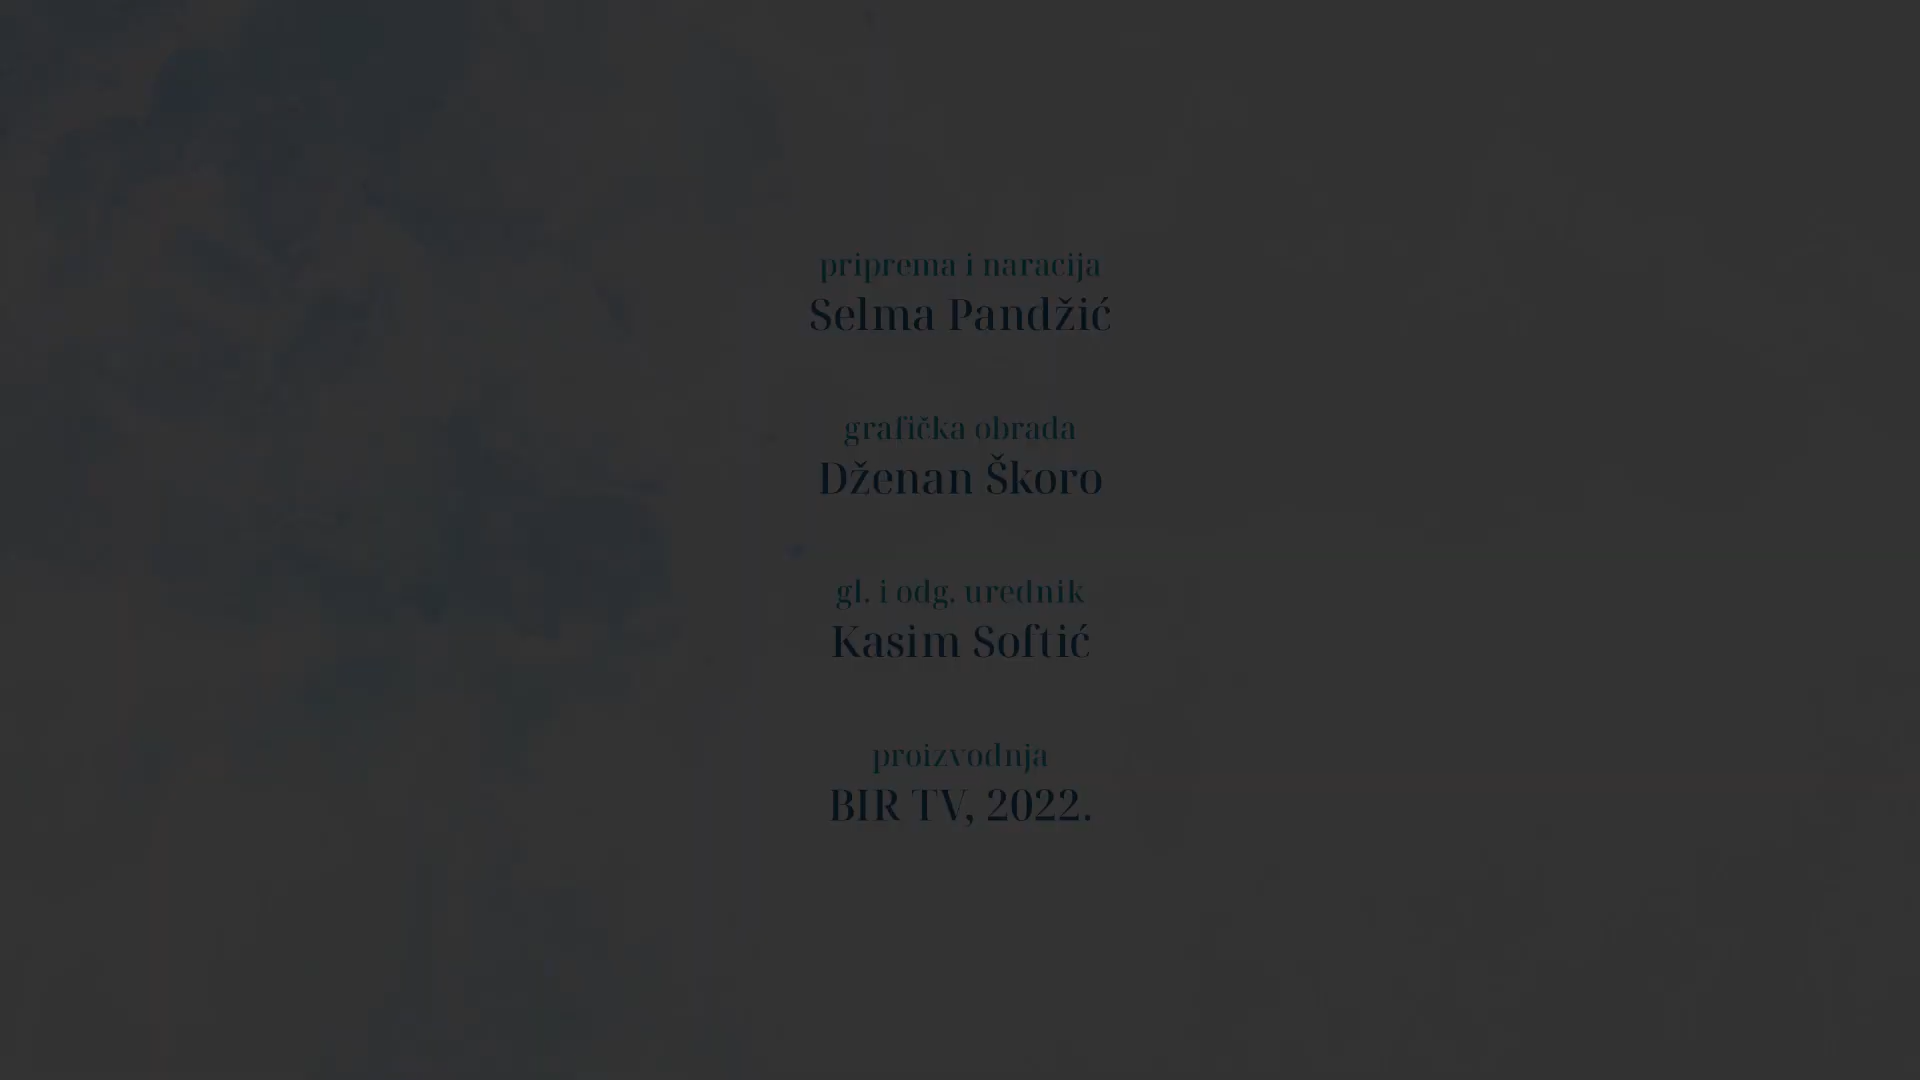 priprema i naracija
Selma Pandžić
grafička obrada
Dženan Škoro
gl. i odg. urednik
Kasim Softić
proizvodnja
BIR TV, 2022.